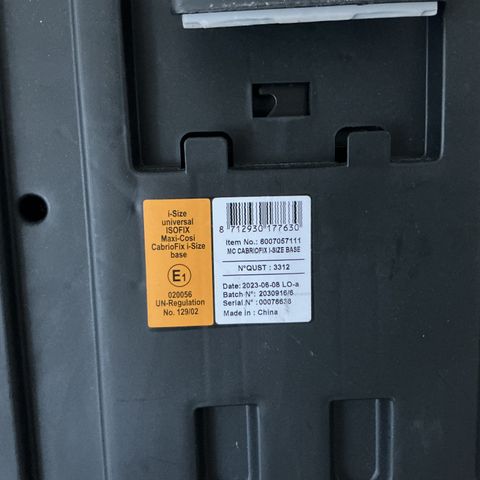 i-Size
universal
ISOFIX
Maxi-Cosi
CabrioFix i-Size
base
E1
020056
UN-Regulation
No. 129/02
8 712930 177630
Item No.: 8007057111
MC CABRIOFIX I-SIZE BASE
N°QUST : 3312
Date: 2023-06-08 LO-a
Batch N°: 2030916/6
Serial N°: 00076636
Made in : China